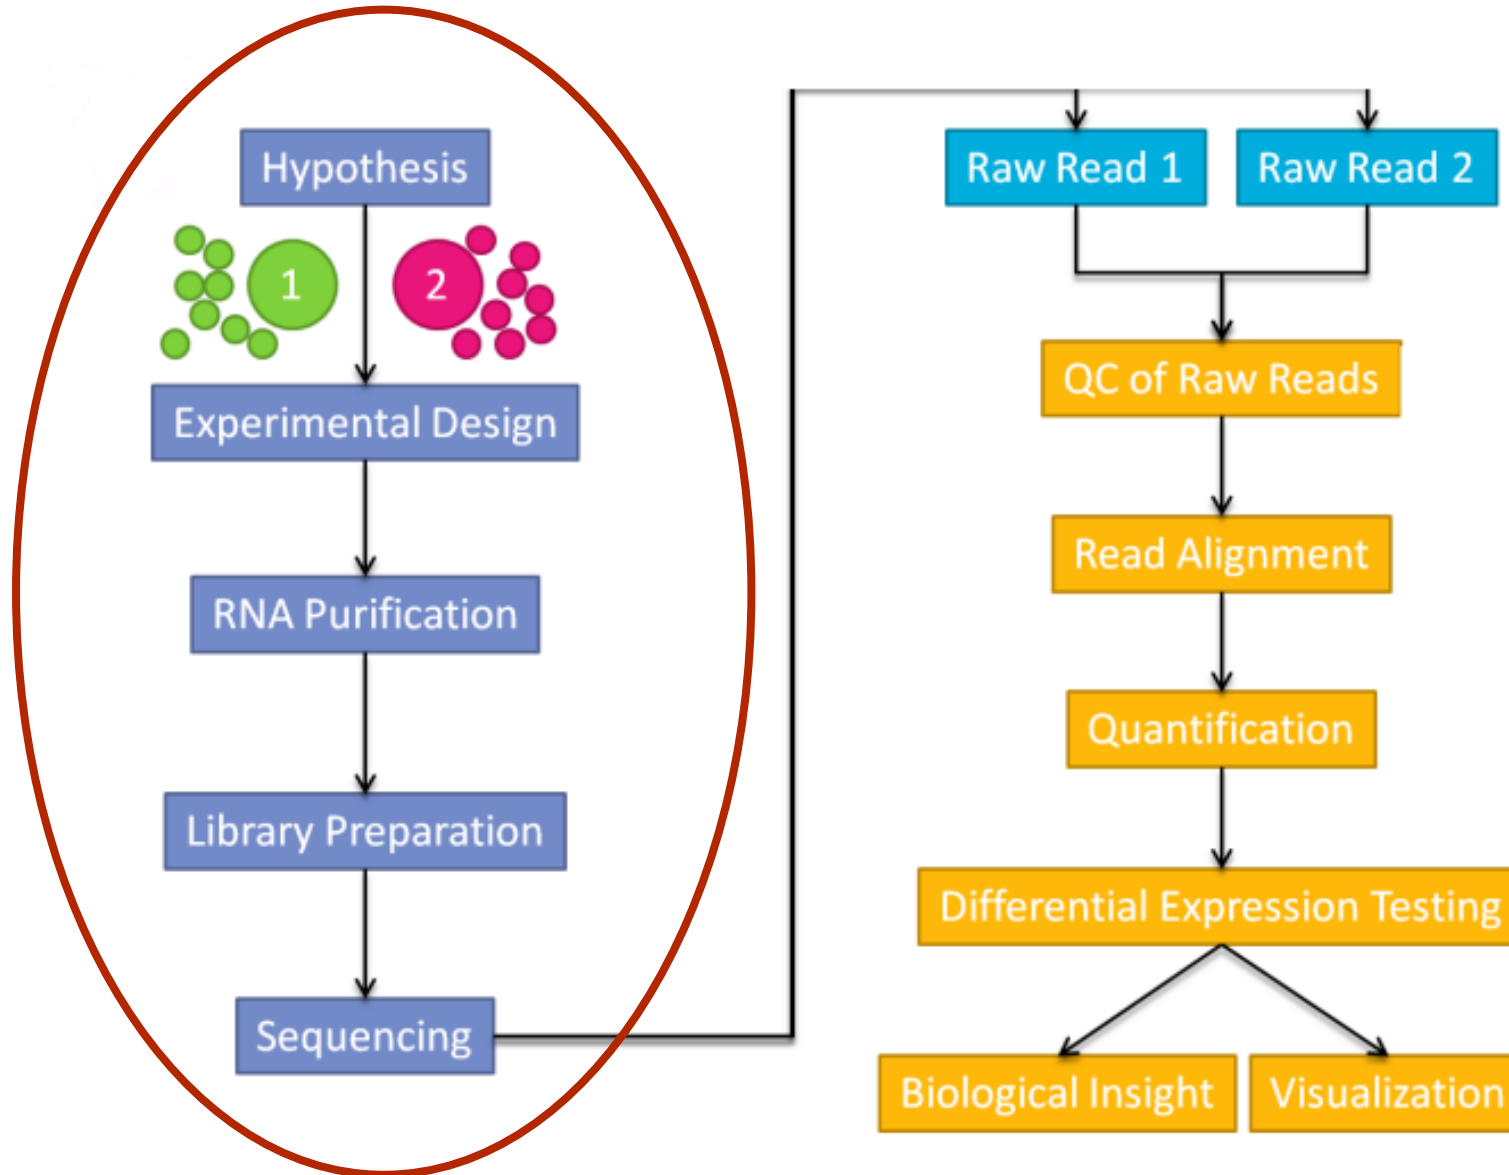 Hypothesis
1
2
Experimental Design
RNA Purification
Library Preparation
Sequencing
Raw Read 1
Raw Read 2
QC of Raw Reads
Read Alignment
Quantification
Differential Expression Testing
Biological Insight
Visualization